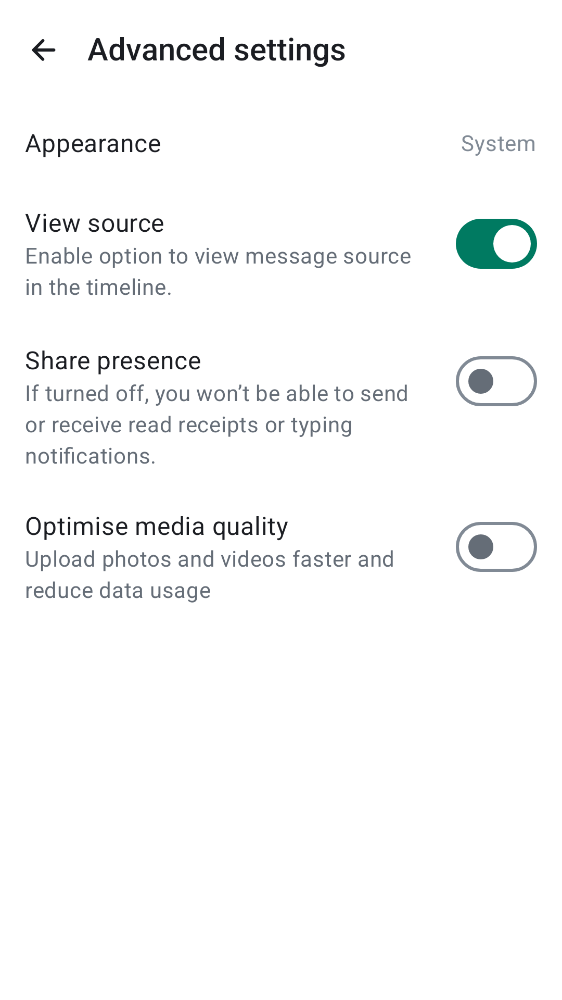 Advanced settings
Appearance
System
View source
Enable option to view message source
in the timeline.
Share presence
If turned off, you won’t be able to send
or receive read receipts or typing
notifications.
Optimise media quality
Upload photos and videos faster and
reduce data usage